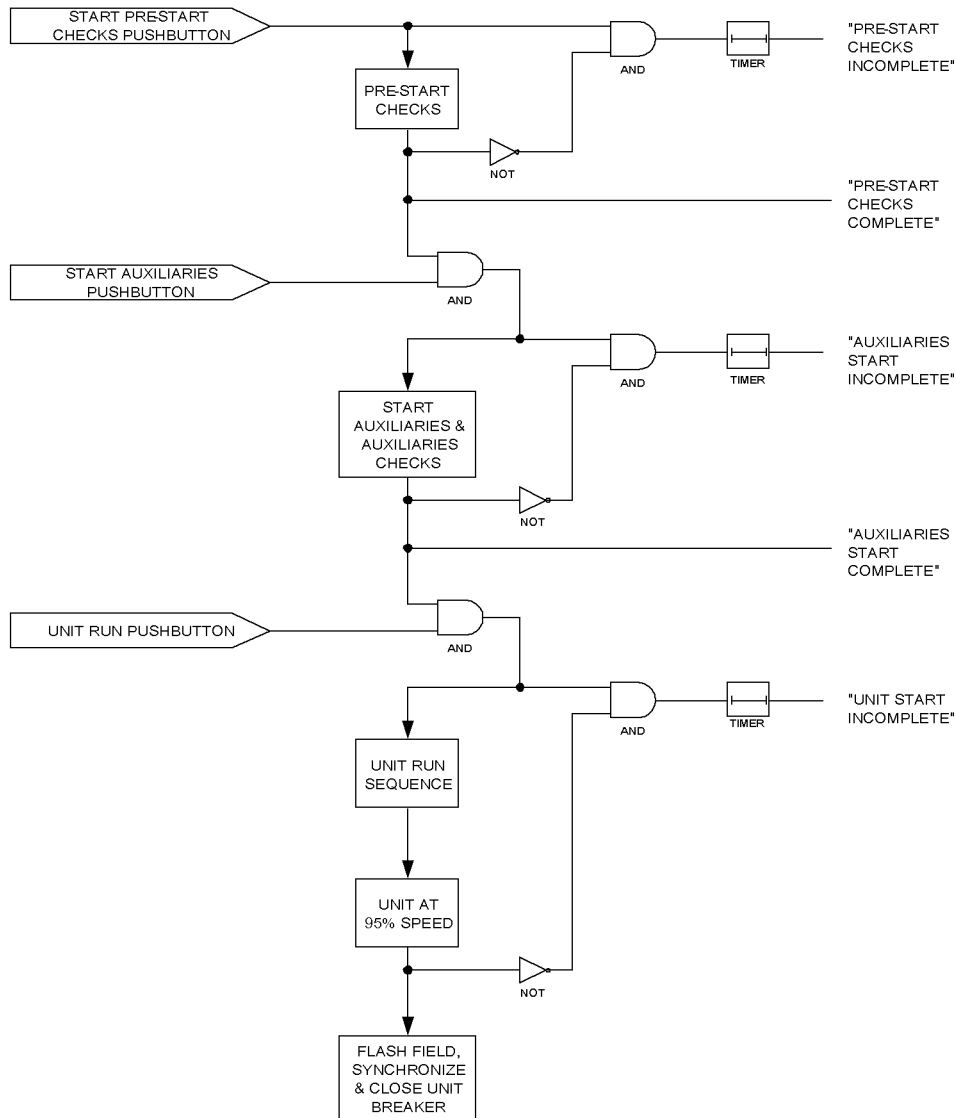 START PRE-START
CHECKS PUSHBUTTON
AND
TIMER
"PRE-START
CHECKS
INCOMPLETE"
PRE-START
CHECKS
NOT
"PRE-START
CHECKS
COMPLETE"
START AUXILIARIES
PUSHBUTTON
AND
AND
TIMER
"AUXILIARIES
START
INCOMPLETE"
START
AUXILIARIES &
AUXILIARIES
CHECKS
NOT
"AUXILIARIES
START
COMPLETE"
UNIT RUN PUSHBUTTON
AND
AND
TIMER
"UNIT START
INCOMPLETE"
UNIT RUN
SEQUENCE
UNIT AT
95% SPEED
NOT
FLASH FIELD,
SYNCHRONIZE
& CLOSE UNIT
BREAKER